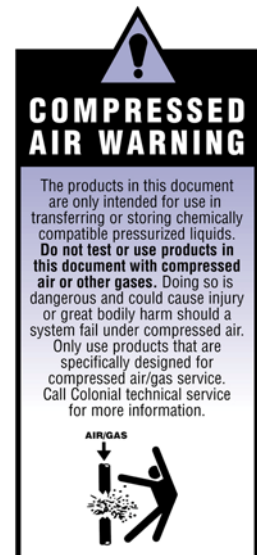 !
COMPRESSED
AIR WARNING
The products in this document
are only intended for use in
transferring or storing chemically
compatible pressurized liquids.
Do not test or use products in
this document with compressed
air or other gases. Doing so is
dangerous and could cause injury
or great bodily harm should a
system fail under compressed air.
Only use products that are
specifically designed for
compressed air/gas service.
Call Colonial technical service
for more information.
AIR/GAS